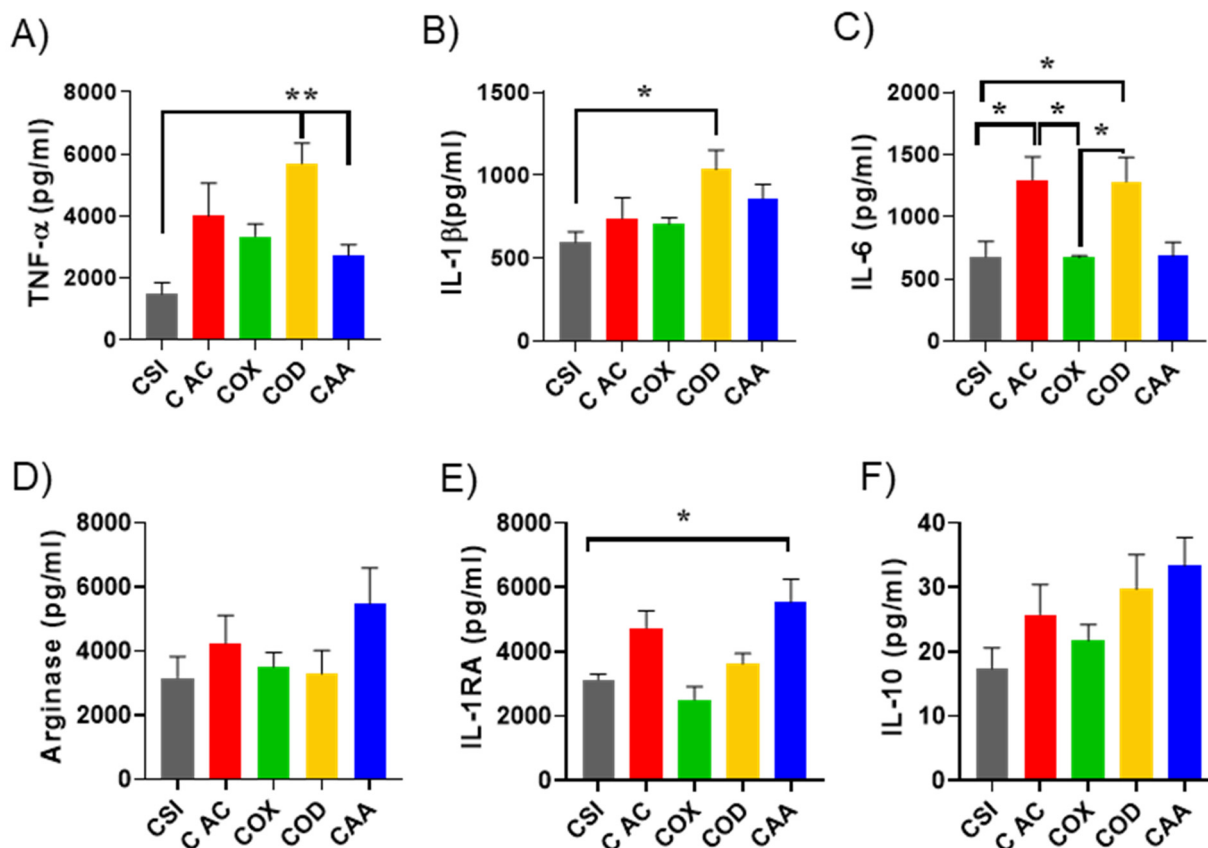 A)
TNF-α (pg/ml)
8000
6000
4000
2000
0
**
CSI
C AC
COX
COD
CAA
B)
IL-1β(pg/ml)
1500
1000
500
0
*
CSI
C AC
COX
COD
CAA
C)
IL-6 (pg/ml)
2000
1500
1000
500
0
*
* *
*
CSI
C AC
COX
COD
CAA
D)
Arginase (pg/ml)
8000
6000
4000
2000
0
CSI
C AC
COX
COD
CAA
E)
IL-1RA (pg/ml)
8000
6000
4000
2000
0
*
CSI
C AC
COX
COD
CAA
F)
IL-10 (pg/ml)
40
30
20
10
0
CSI
C AC
COX
COD
CAA